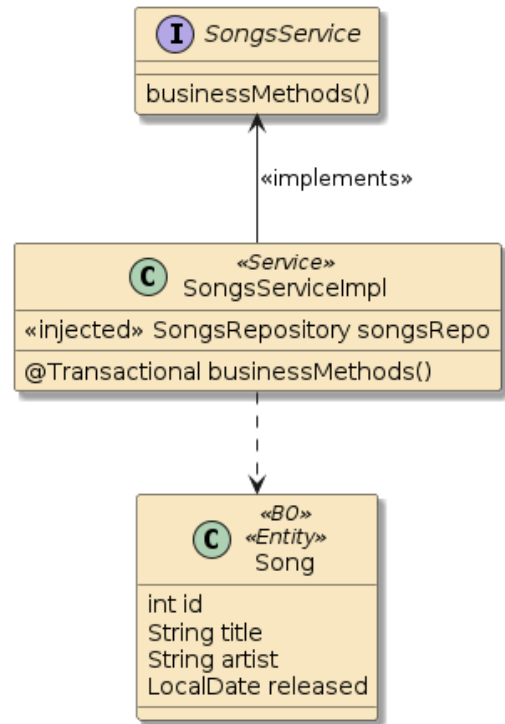 I SongsService
businessMethods()
«implements»
«Service»
C SongsServiceImpl
«injected» SongsRepository songsRepo
@Transactional businessMethods()
«BO»
«Entity»
C Song
int id
String title
String artist
LocalDate released